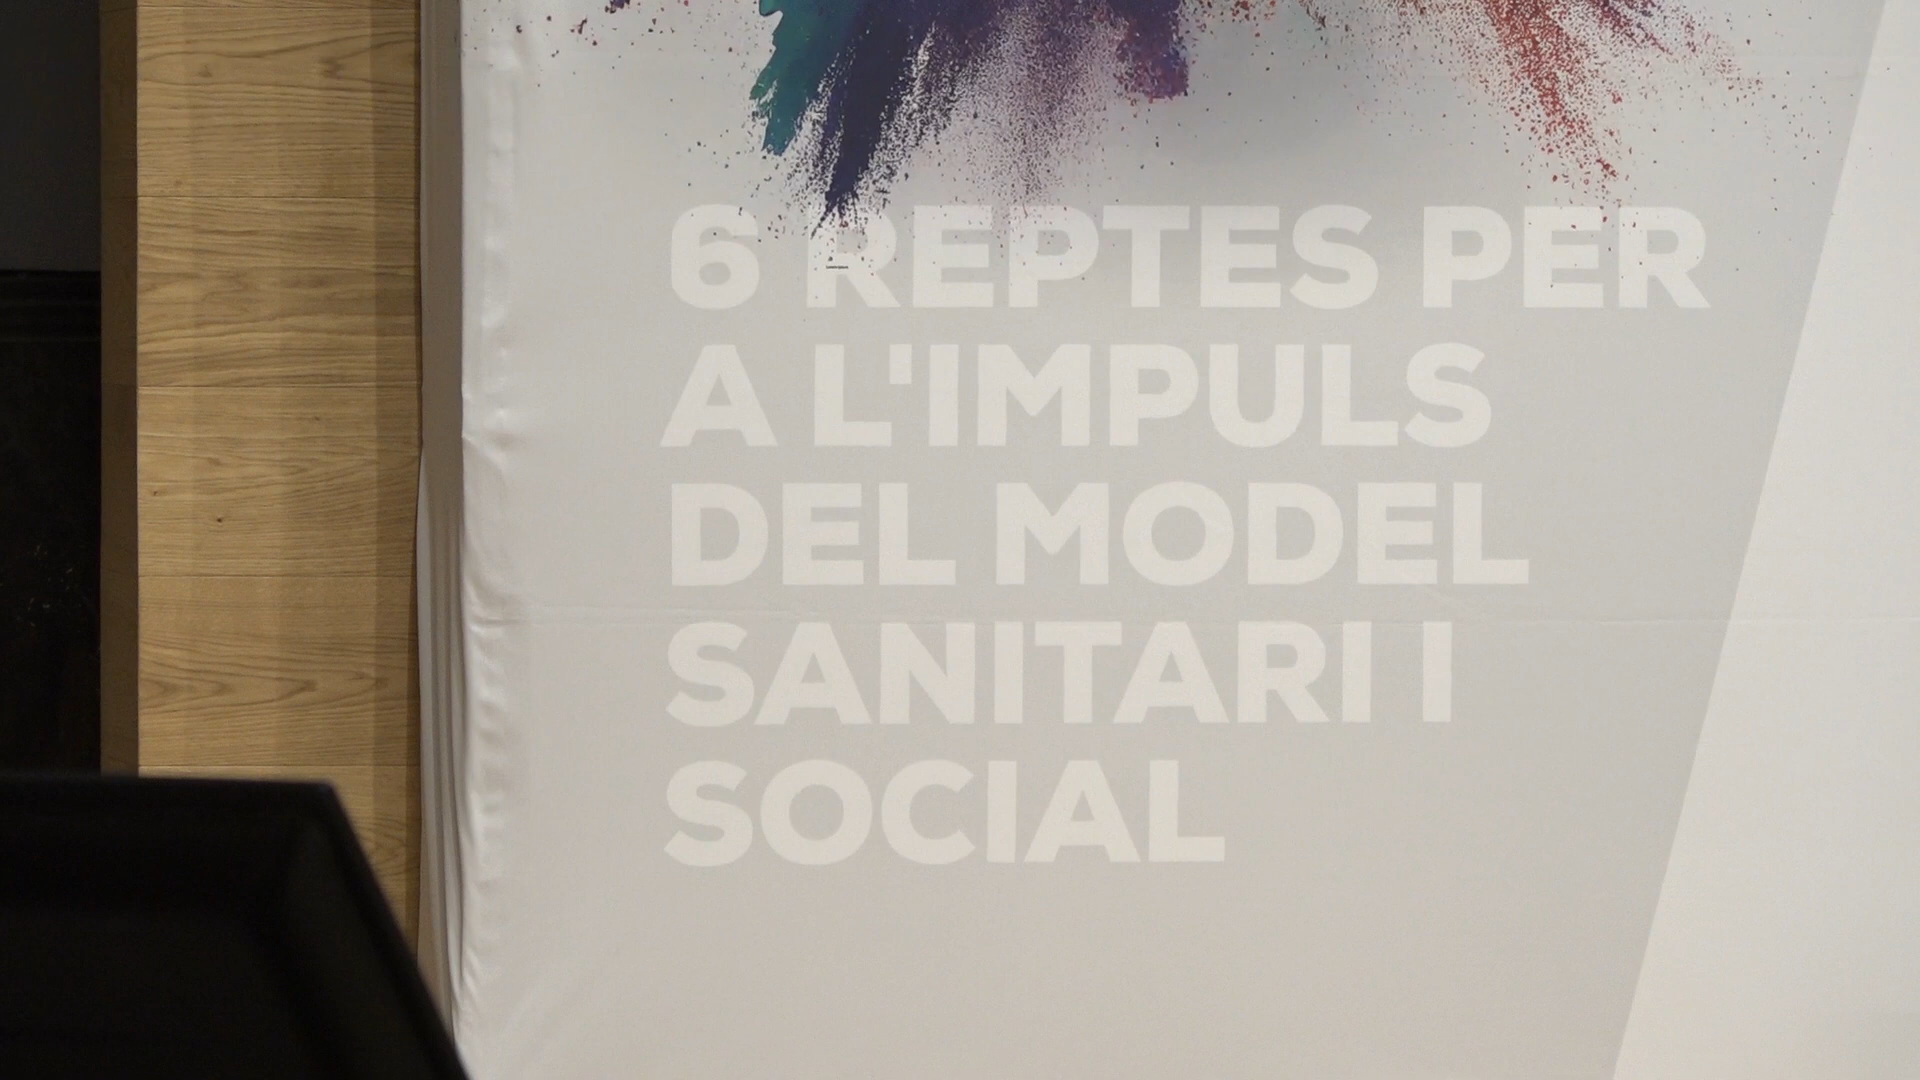 6 REPTES PER
A L'IMPULS
DEL MODEL
SANITARI I
SOCIAL